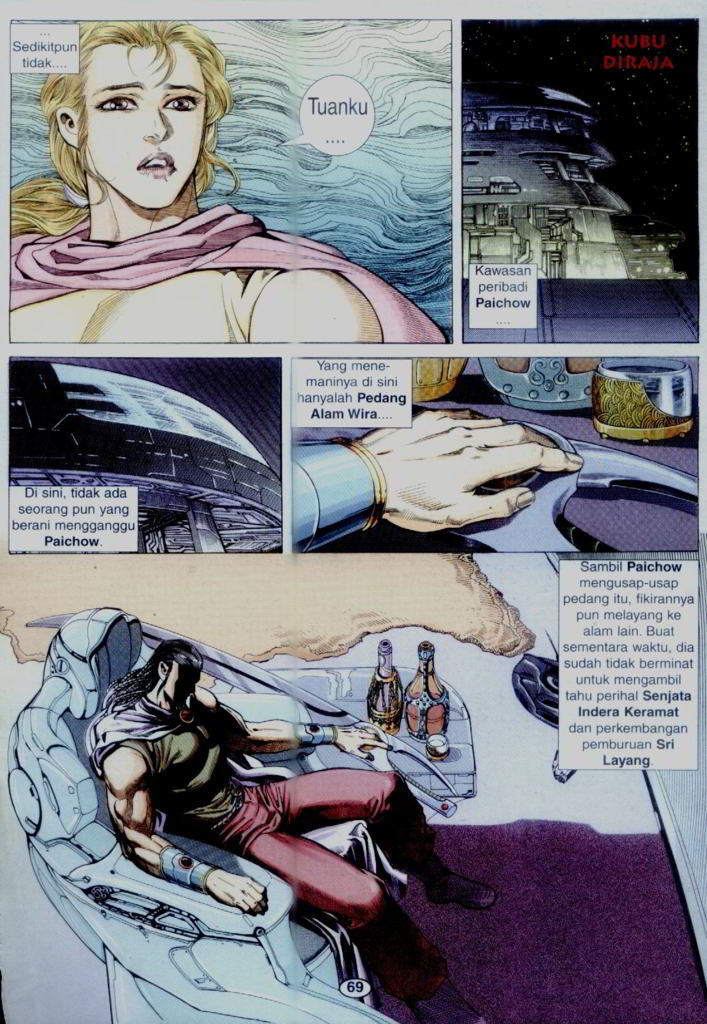 ...
Sedikitpun
tidak....
Tuanku
....
KUBU
DIRAJA
Kawasan
peribadi
Paichow
....
Di sini, tidak ada
seorang pun yang
berani mengganggu
Paichow.
Yang mene-
maninya di sini
hanyalah Pedang
Alam Wira....
Sambil Paichow
mengusap-usap
pedang itu, fikirannya
pun melayang ke
alam lain. Buat
sementara waktu, dia
sudah tidak berminat
untuk mengambil
tahu perihal Senjata
Indera Keramat
dan perkembangan
pemburuan Sri
Layang.
69